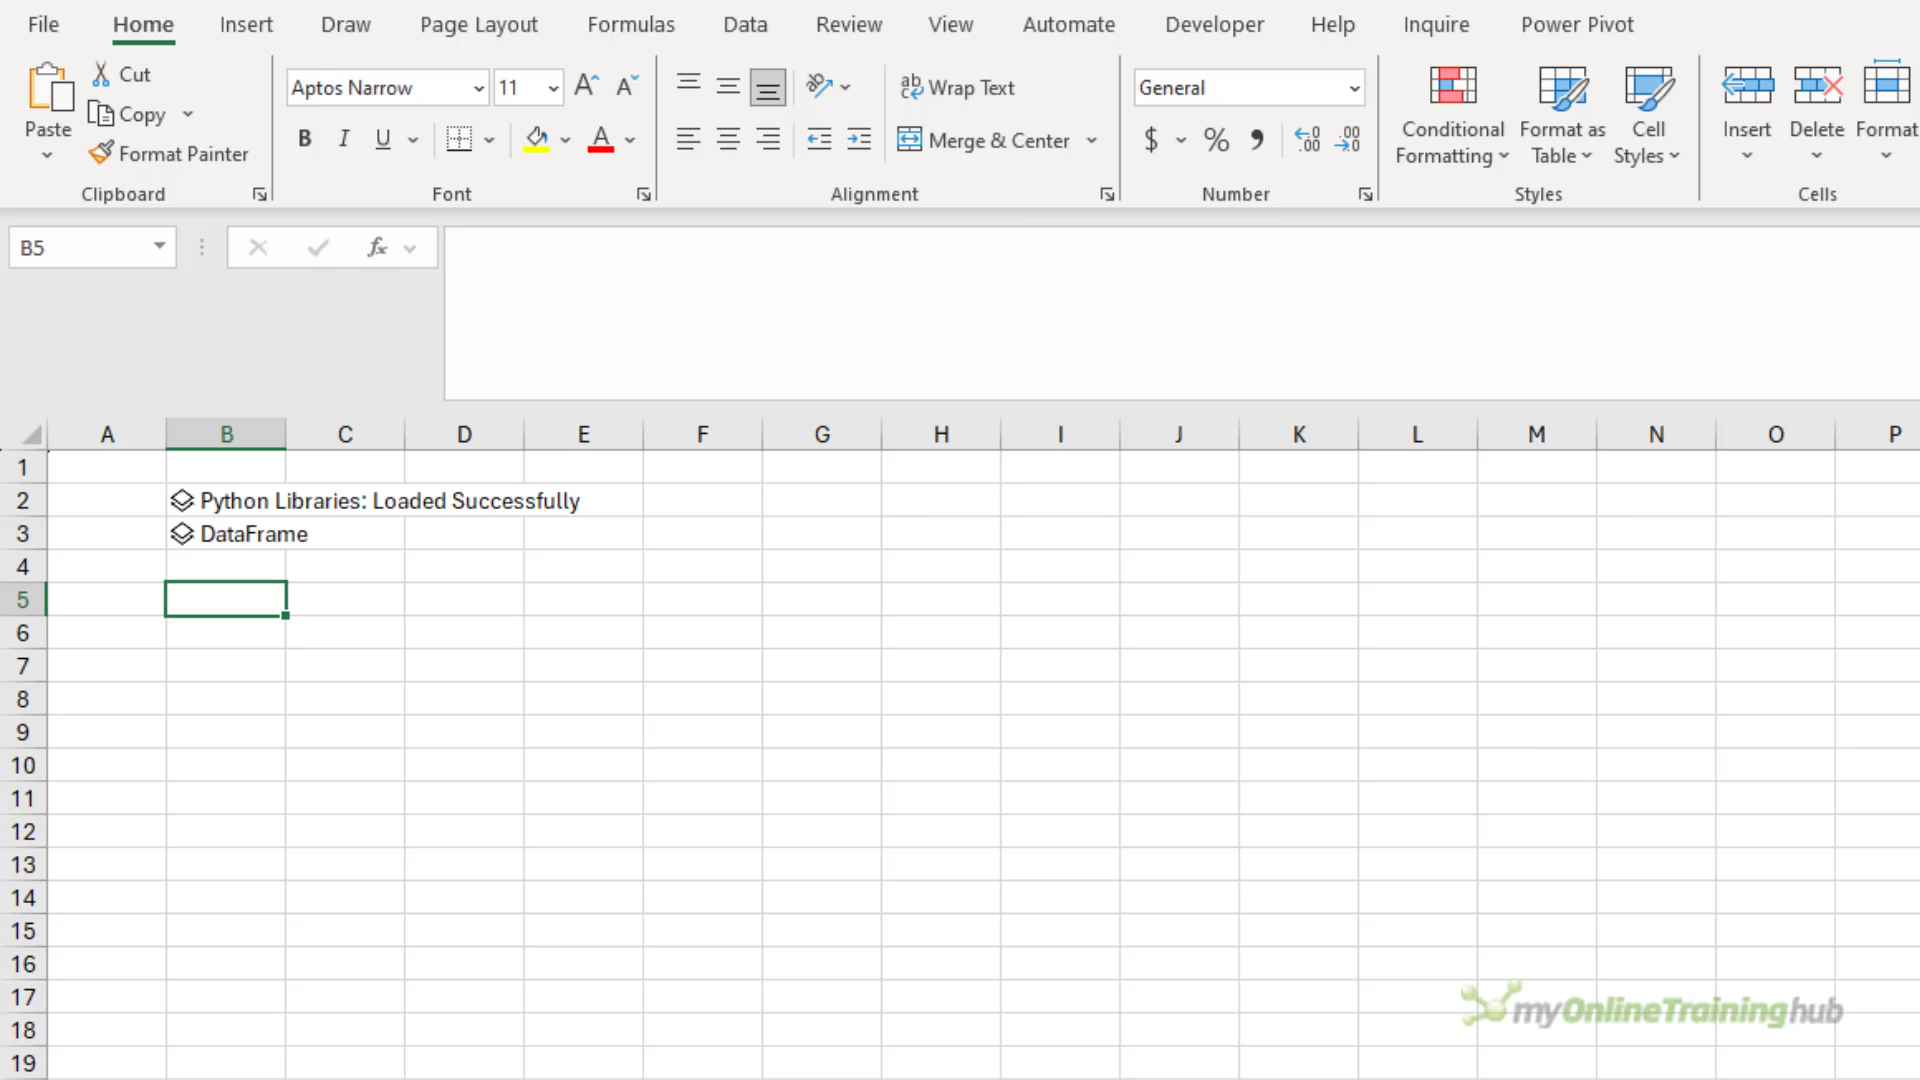 File Home Insert Draw Page Layout Formulas Data Review View Automate Developer Help Inquire Power Pivot
Paste
Cut
Copy
Format Painter
Clipboard
Aptos Narrow 11
B I U
Font
Wrap Text
Merge & Center
Alignment
General
$ % 9
Number
Conditional Formatting
Format as Table
Cell Styles
Styles
Insert Delete Format
Cells
B5 fx
A B C D E F G H I J K L M N O P
1
2 Python Libraries: Loaded Successfully
3 DataFrame
4
5
6
7
8
9
10
11
12
13
14
15
16
17
18
19
myOnlineTraininghub